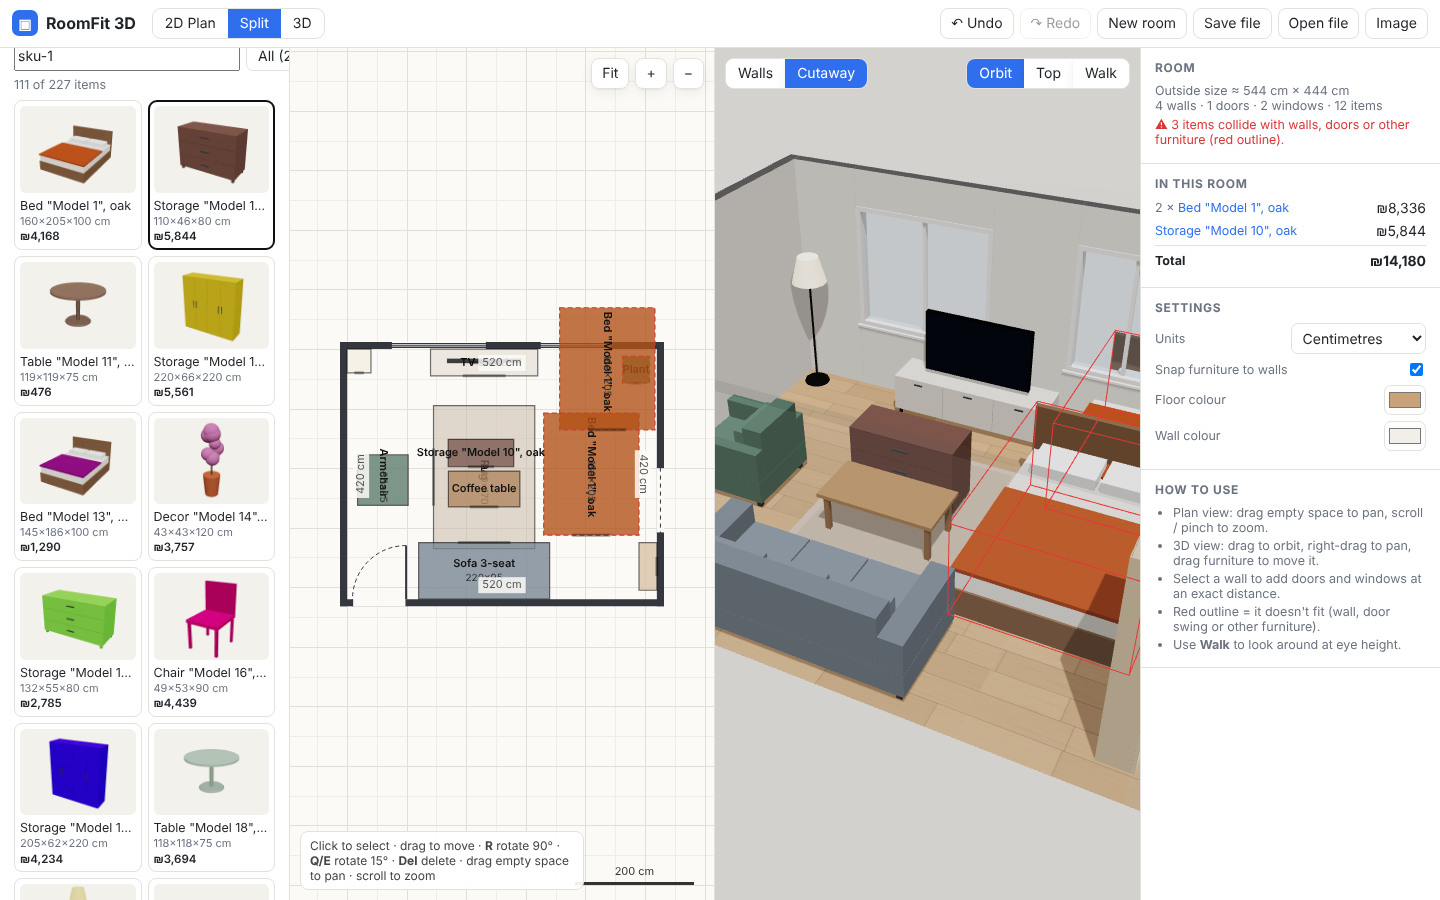 RoomFit 3D
2D Plan
Split
3D
↶ Undo
↷ Redo
New room
Save file
Open file
Image
sku-1
All (2
111 of 227 items
Bed "Model 1", oak
160×205×100 cm
₪4,168
Storage "Model 1...
110×46×80 cm
₪5,844
Table "Model 11", ...
119×119×75 cm
₪476
Storage "Model 1...
220×66×220 cm
₪5,561
Bed "Model 13", ...
145×186×100 cm
₪1,290
Decor "Model 14"...
43×43×120 cm
₪3,757
Storage "Model 1...
132×55×80 cm
₪2,785
Chair "Model 16",...
49×53×90 cm
₪4,439
Storage "Model 1...
205×62×220 cm
₪4,234
Table "Model 18",...
118×118×75 cm
₪3,694
Fit
+
−
TV
520 cm
Bed "Model 1", oak
Plant
Bed "Model 1", oak
Storage "Model 10", oak
Armchair
420 cm
420 cm
Coffee table
Sofa 3-seat
520 cm
Click to select · drag to move · R rotate 90° ·
Q/E rotate 15° · Del delete · drag empty space
to pan · scroll to zoom
200 cm
Walls
Cutaway
Orbit
Top
Walk
ROOM
Outside size ≈ 544 cm × 444 cm
4 walls · 1 doors · 2 windows · 12 items
⚠ 3 items collide with walls, doors or other
furniture (red outline).
IN THIS ROOM
2 × Bed "Model 1", oak
₪8,336
Storage "Model 10", oak
₪5,844
Total
₪14,180
SETTINGS
Units
Centimetres
Snap furniture to walls
Floor colour
Wall colour
HOW TO USE
• Plan view: drag empty space to pan, scroll
/ pinch to zoom.
• 3D view: drag to orbit, right-drag to pan,
drag furniture to move it.
• Select a wall to add doors and windows at
an exact distance.
• Red outline = it doesn't fit (wall, door
swing or other furniture).
• Use Walk to look around at eye height.